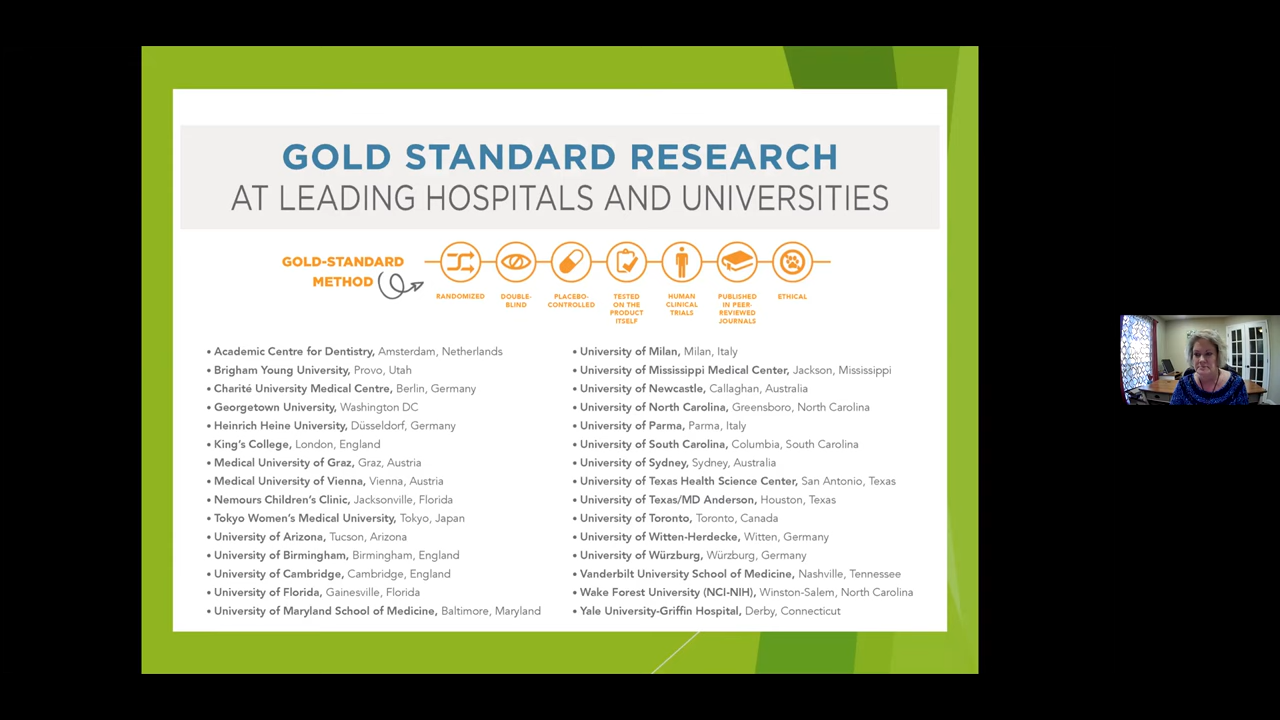 GOLD STANDARD RESEARCH
AT LEADING HOSPITALS AND UNIVERSITIES
GOLD-STANDARD
METHOD
RANDOMIZED
DOUBLE-
BLIND
PLACEBO-
CONTROLLED
TESTED
ON THE
PRODUCT
ITSELF
HUMAN
CLINICAL
TRIALS
PUBLISHED
IN PEER-
REVIEWED
JOURNALS
ETHICAL
• Academic Centre for Dentistry, Amsterdam, Netherlands
• Brigham Young University, Provo, Utah
• Charité University Medical Centre, Berlin, Germany
• Georgetown University, Washington DC
• Heinrich Heine University, Düsseldorf, Germany
• King's College, London, England
• Medical University of Graz, Graz, Austria
• Medical University of Vienna, Vienna, Austria
• Nemours Children's Clinic, Jacksonville, Florida
• Tokyo Women's Medical University, Tokyo, Japan
• University of Arizona, Tucson, Arizona
• University of Birmingham, Birmingham, England
• University of Cambridge, Cambridge, England
• University of Florida, Gainesville, Florida
• University of Maryland School of Medicine, Baltimore, Maryland
• University of Milan, Milan, Italy
• University of Mississippi Medical Center, Jackson, Mississippi
• University of Newcastle, Callaghan, Australia
• University of North Carolina, Greensboro, North Carolina
• University of Parma, Parma, Italy
• University of South Carolina, Columbia, South Carolina
• University of Sydney, Sydney, Australia
• University of Texas Health Science Center, San Antonio, Texas
• University of Texas/MD Anderson, Houston, Texas
• University of Toronto, Toronto, Canada
• University of Witten-Herdecke, Witten, Germany
• University of Würzburg, Würzburg, Germany
• Vanderbilt University School of Medicine, Nashville, Tennessee
• Wake Forest University (NCI-NIH), Winston-Salem, North Carolina
• Yale University-Griffin Hospital, Derby, Connecticut